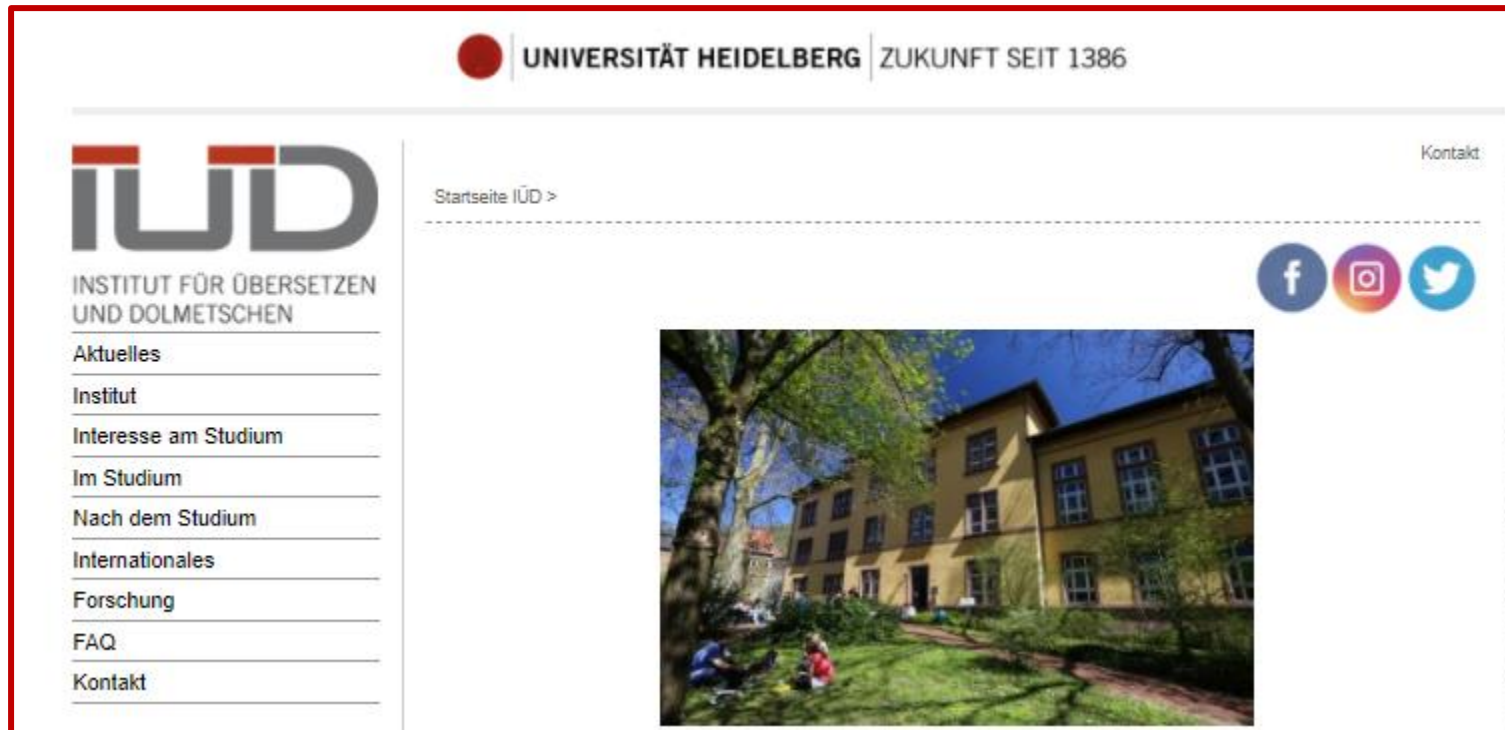 UNIVERSITÄT HEIDELBERG ZUKUNFT SEIT 1386
IÜD
INSTITUT FÜR ÜBERSETZEN
UND DOLMETSCHEN
Aktuelles
Institut
Interesse am Studium
Im Studium
Nach dem Studium
Internationales
Forschung
FAQ
Kontakt
Kontakt
Startseite IÜD >